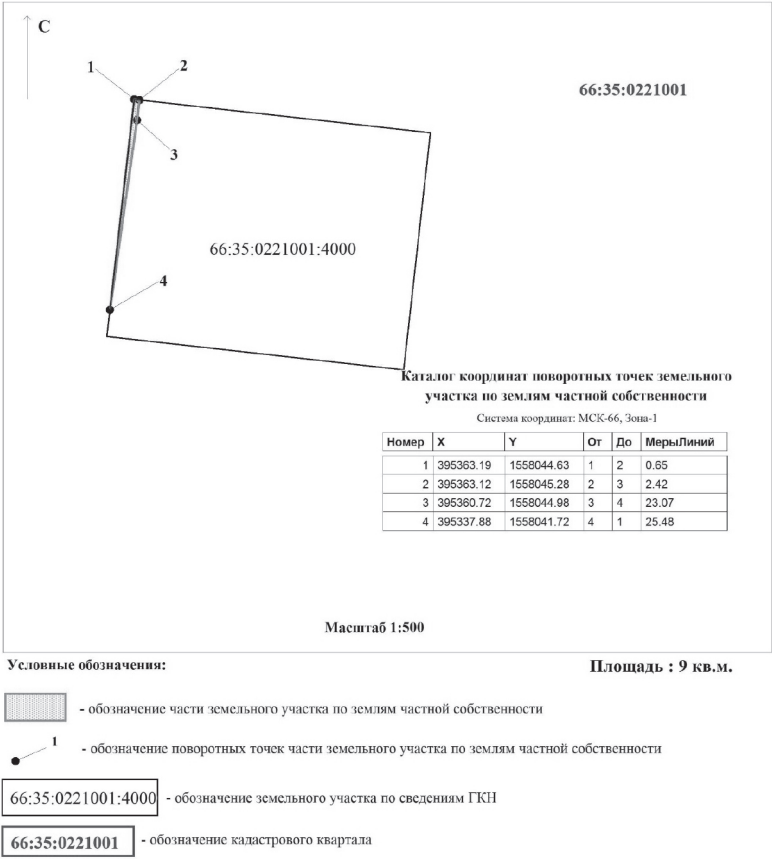 С
1
2
66:35:0221001
3
66:35:0221001:4000
4
Каталог координат поворотных точек земельного
участка по землям частной собственности
Система координат: МСК-66, Зона-1
Номер X Y От До МерыЛиний
1 395363.19 1558044.63 1 2 0.65
2 395363.12 1558045.28 2 3 2.42
3 395360.72 1558044.98 3 4 23.07
4 395337.88 1558041.72 4 1 25.48
Масштаб 1:500
Условные обозначения:
Площадь : 9 кв.м.
- обозначение части земельного участка по землям частной собственности
1
- обозначение поворотных точек части земельного участка по землям частной собственности
66:35:0221001:4000 - обозначение земельного участка по сведениям ГКН
66:35:0221001 - обозначение кадастрового квартала